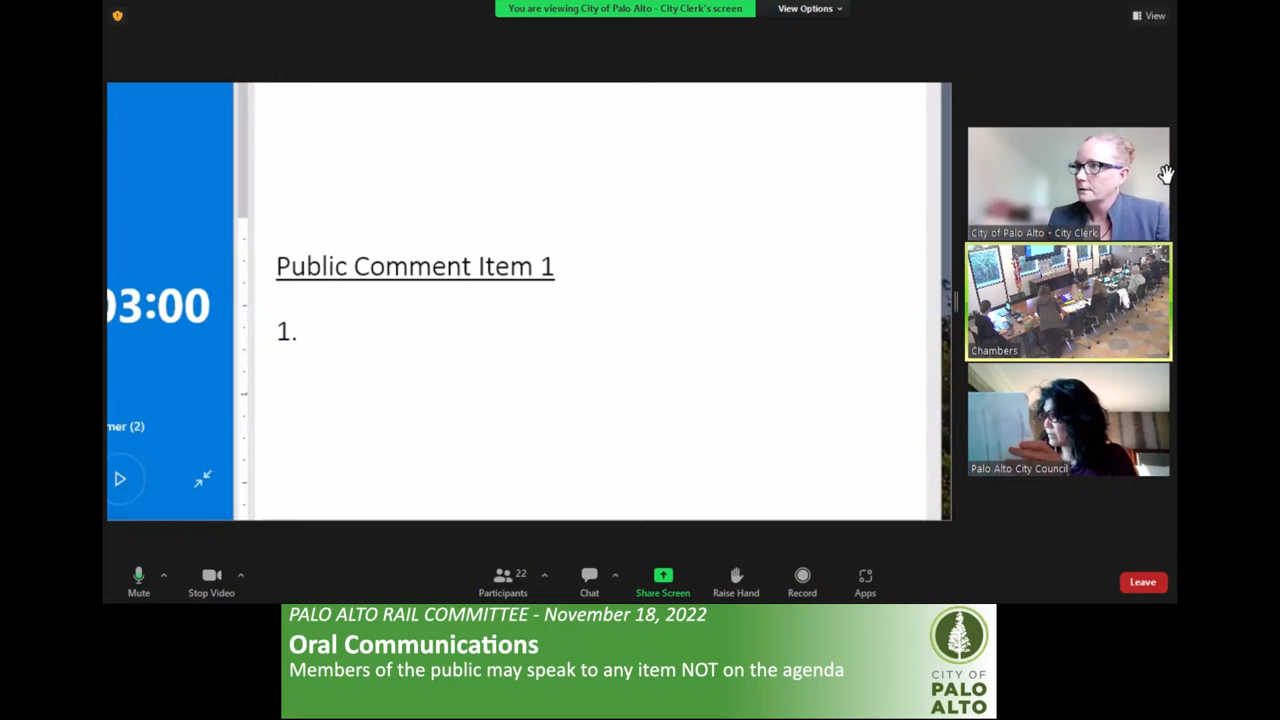 You are viewing City of Palo Alto - City Clerk's screen
View Options
View
Public Comment Item 1
03:00
1.
mer (2)
City of Palo Alto - City Clerk
Chambers
Palo Alto City Council
Mute
Stop Video
22
Participants
Chat
Share Screen
Raise Hand
Record
Apps
Leave
PALO ALTO RAIL COMMITTEE - November 18, 2022
Oral Communications
Members of the public may speak to any item NOT on the agenda
CITY OF
PALO
ALTO